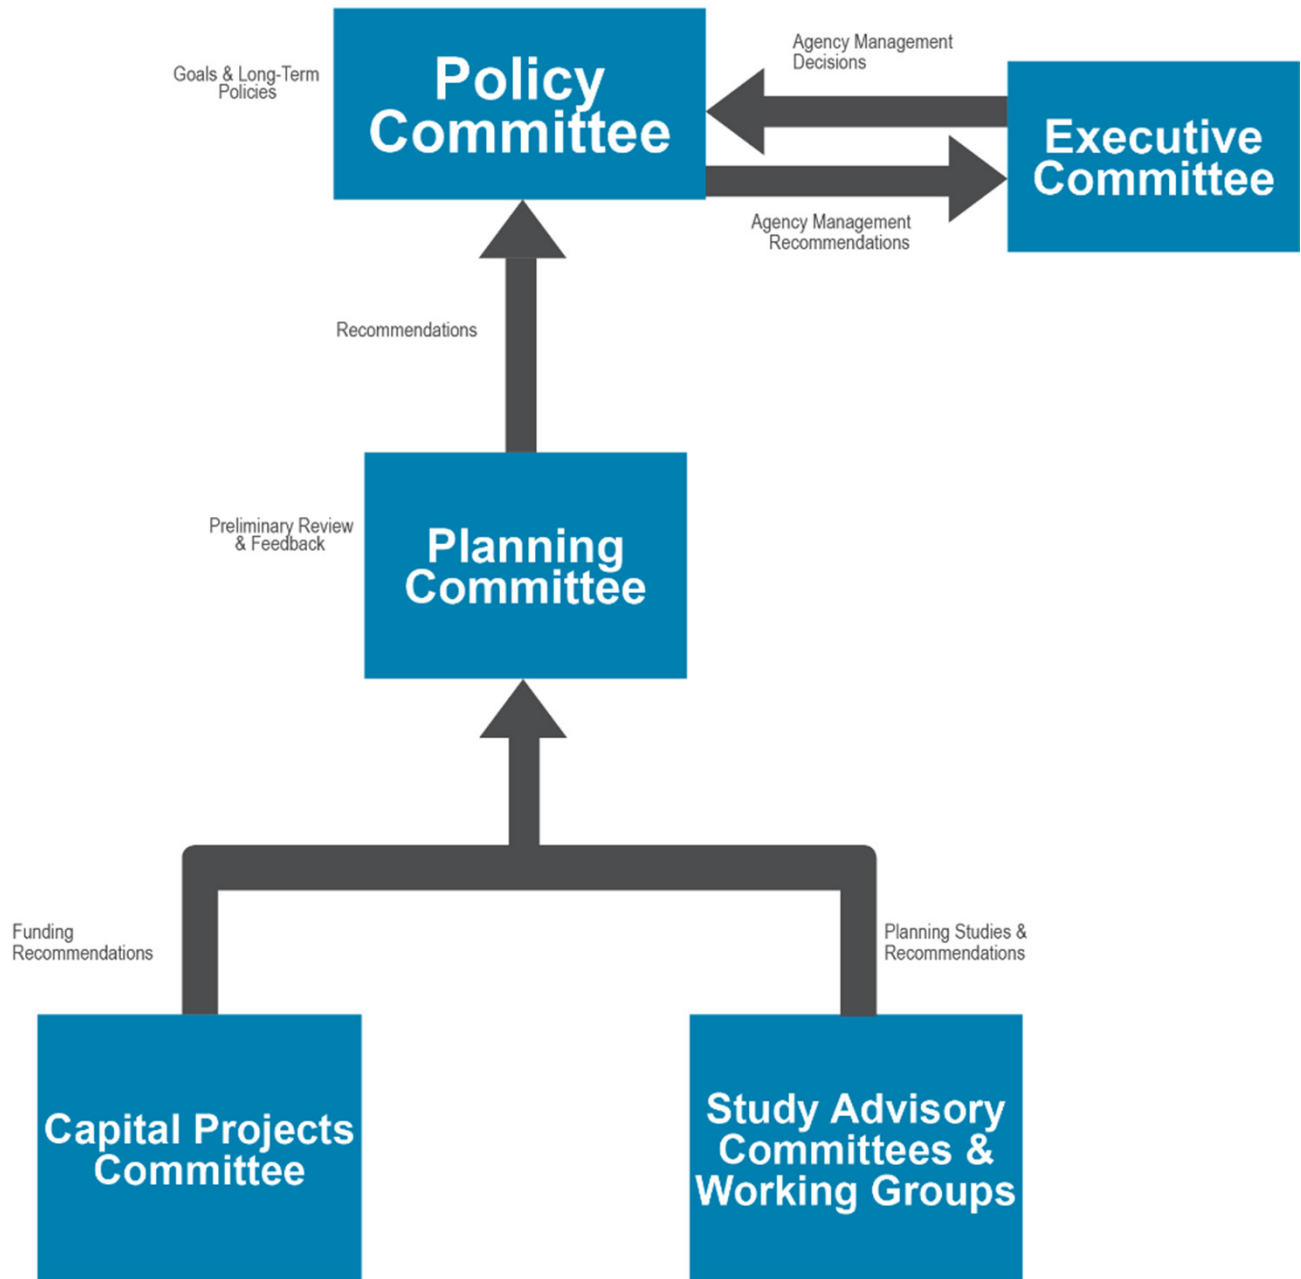 Goals & Long-Term
Policies
Policy
Committee
Agency Management
Decisions
Executive
Committee
Agency Management
Recommendations
Recommendations
Preliminary Review
& Feedback
Planning
Committee
Funding
Recommendations
Planning Studies &
Recommendations
Capital Projects
Committee
Study Advisory
Committees &
Working Groups